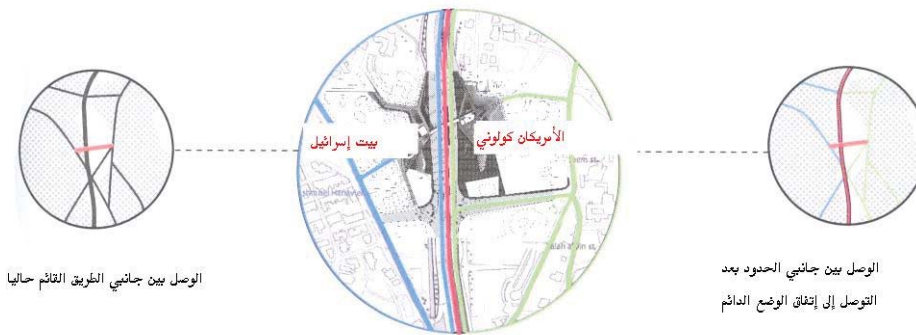 الأمريكان كولوني
بيت إسرائيل
الوصل بين جانبي الحدود بعد
التوصل إلى إتفاق الوضع الدائم
الوصل بين جانبي الطريق القائم حاليا